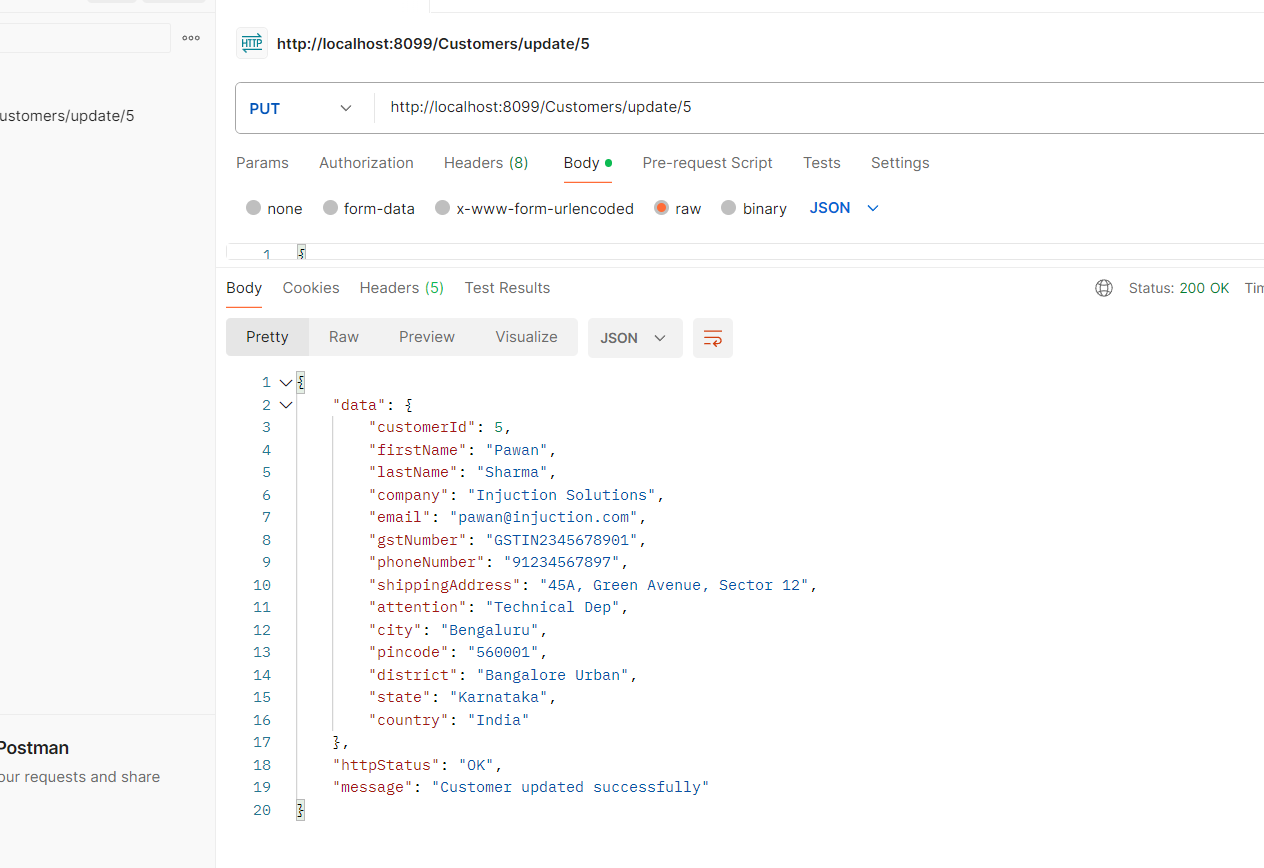 HTTP http://localhost:8099/Customers/update/5
ustomers/update/5
PUT http://localhost:8099/Customers/update/5
Params Authorization Headers (8) Body Pre-request Script Tests Settings
none form-data x-www-form-urlencoded raw binary JSON
1 {
Body Cookies Headers (5) Test Results Status: 200 OK Tim
Pretty Raw Preview Visualize JSON
1 {
2 "data": {
3 "customerId": 5,
4 "firstName": "Pawan",
5 "lastName": "Sharma",
6 "company": "Injuction Solutions",
7 "email": "pawan@injuction.com",
8 "gstNumber": "GSTIN2345678901",
9 "phoneNumber": "91234567897",
10 "shippingAddress": "45A, Green Avenue, Sector 12",
11 "attention": "Technical Dep",
12 "city": "Bengaluru",
13 "pincode": "560001",
14 "district": "Bangalore Urban",
15 "state": "Karnataka",
16 "country": "India"
17 },
18 "httpStatus": "OK",
19 "message": "Customer updated successfully"
20 }
Postman
our requests and share